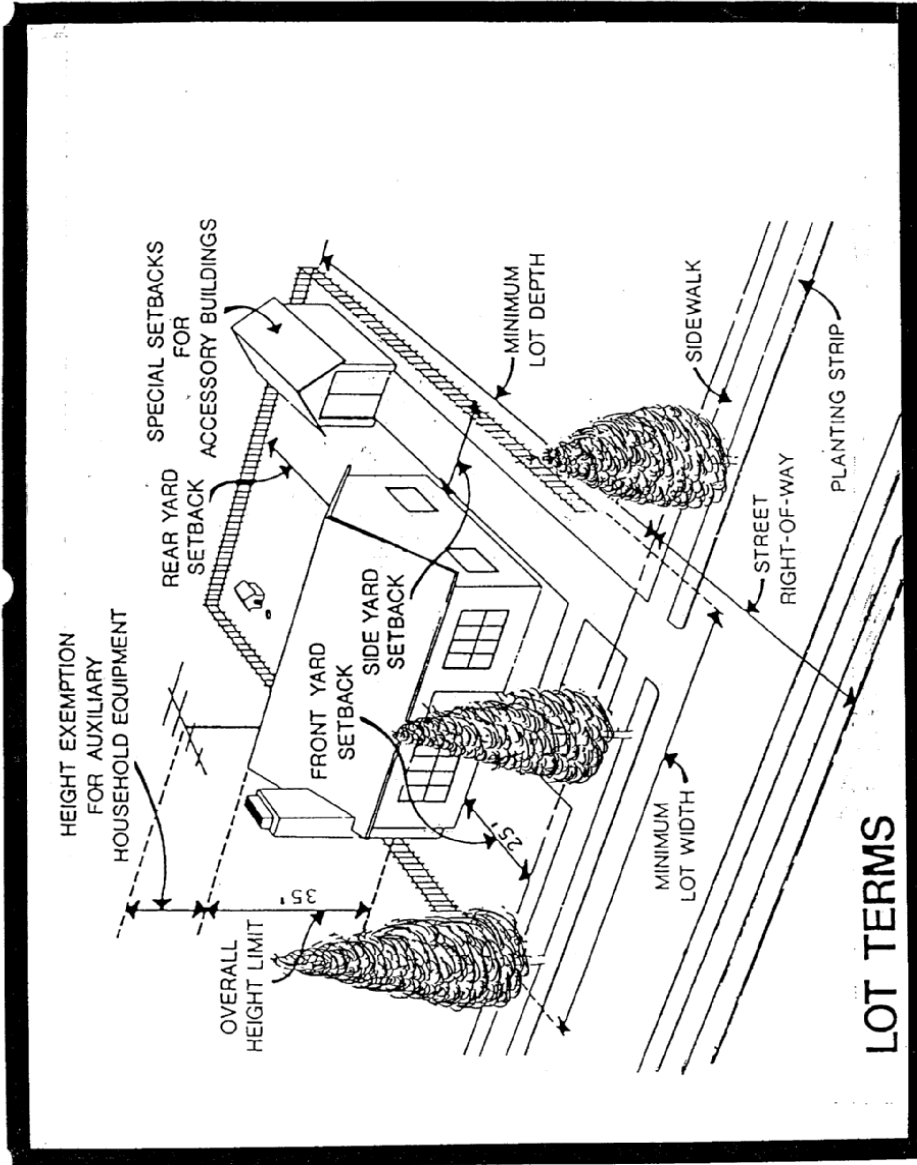 HEIGHT EXEMPTION
FOR AUXILIARY
HOUSEHOLD EQUIPMENT
REAR YARD
SETBACK
SPECIAL SETBACKS
FOR
ACCESSORY BUILDINGS
OVERALL
HEIGHT LIMIT
35'
FRONT YARD
SETBACK
SIDE YARD
SETBACK
25'
MINIMUM
LOT DEPTH
MINIMUM
LOT WIDTH
SIDEWALK
STREET
RIGHT-OF-WAY
PLANTING STRIP
LOT TERMS